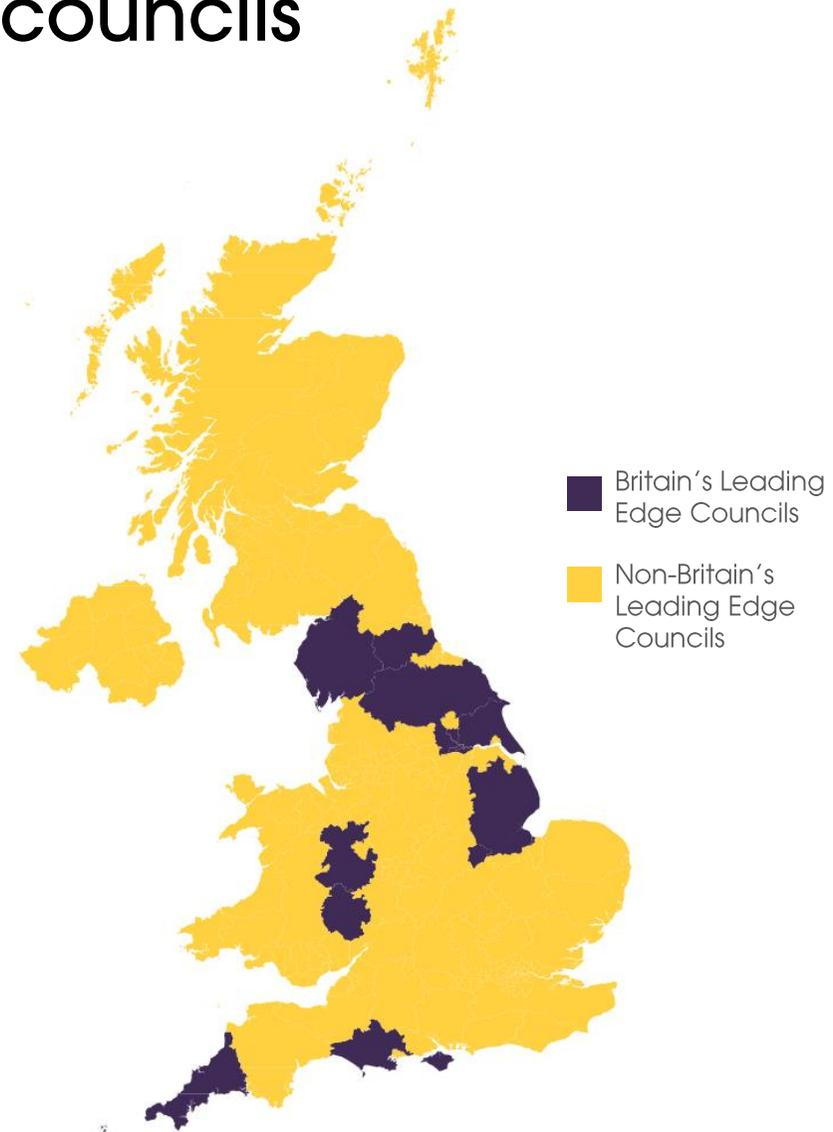 councils
Britain's Leading
Edge Councils
Non-Britain's
Leading Edge
Councils